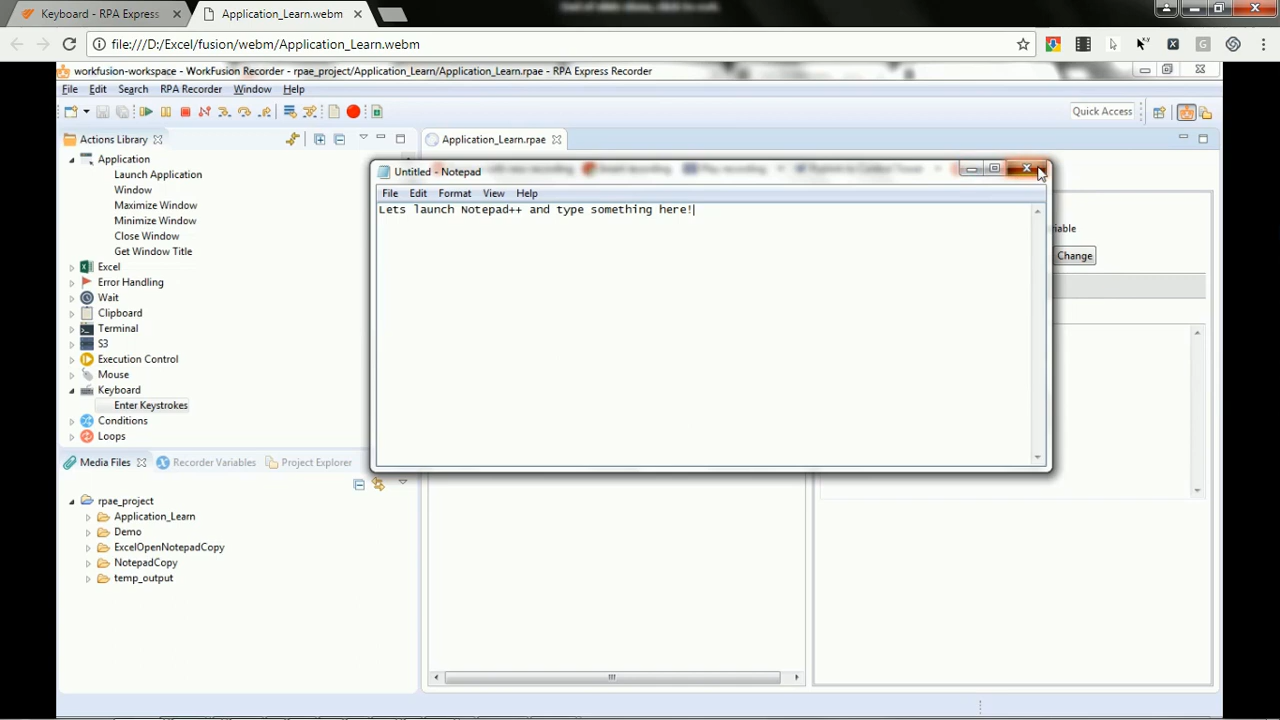 Keyboard - RPA Express
Application_Learn.webm
file:///D:/Excel/fusion/webm/Application_Learn.webm
workfusion-workspace - WorkFusion Recorder - rpae_project/Application_Learn/Application_Learn.rpae - RPA Express Recorder
File Edit Search RPA Recorder Window Help
Quick Access
Actions Library
Application_Learn.rpae
Application
Launch Application
Window
Maximize Window
Minimize Window
Close Window
Get Window Title
Excel
Error Handling
Wait
Clipboard
Terminal
S3
Execution Control
Mouse
Keyboard
Enter Keystrokes
Conditions
Loops
Untitled - Notepad
File Edit Format View Help
Lets launch Notepad++ and type something here!
Change
Media Files Recorder Variables Project Explorer
rpae_project
Application_Learn
Demo
ExcelOpenNotepadCopy
NotepadCopy
temp_output